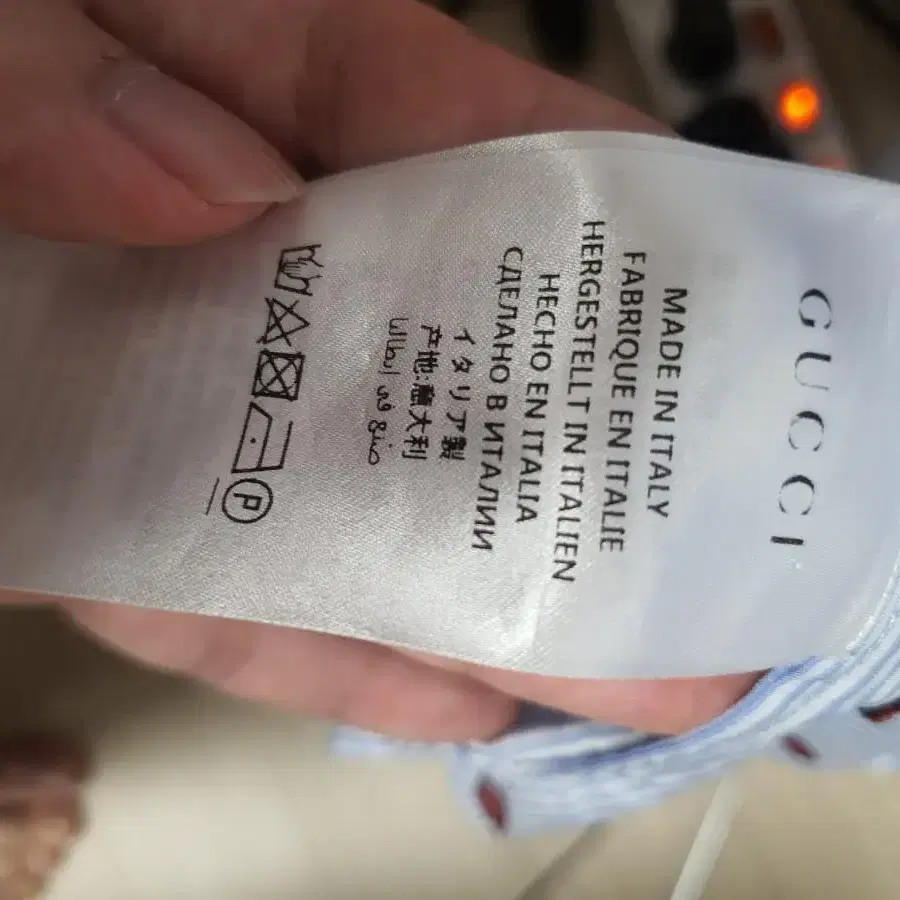 GUCCI
MADE IN ITALY
FABRIQUE EN ITALIE
HERGESTELLT IN ITALIEN
HECHO EN ITALIA
СДЕЛАНО В ИТАЛИИ
イタリア製
产地:意大利
صنع في ايطاليا
P